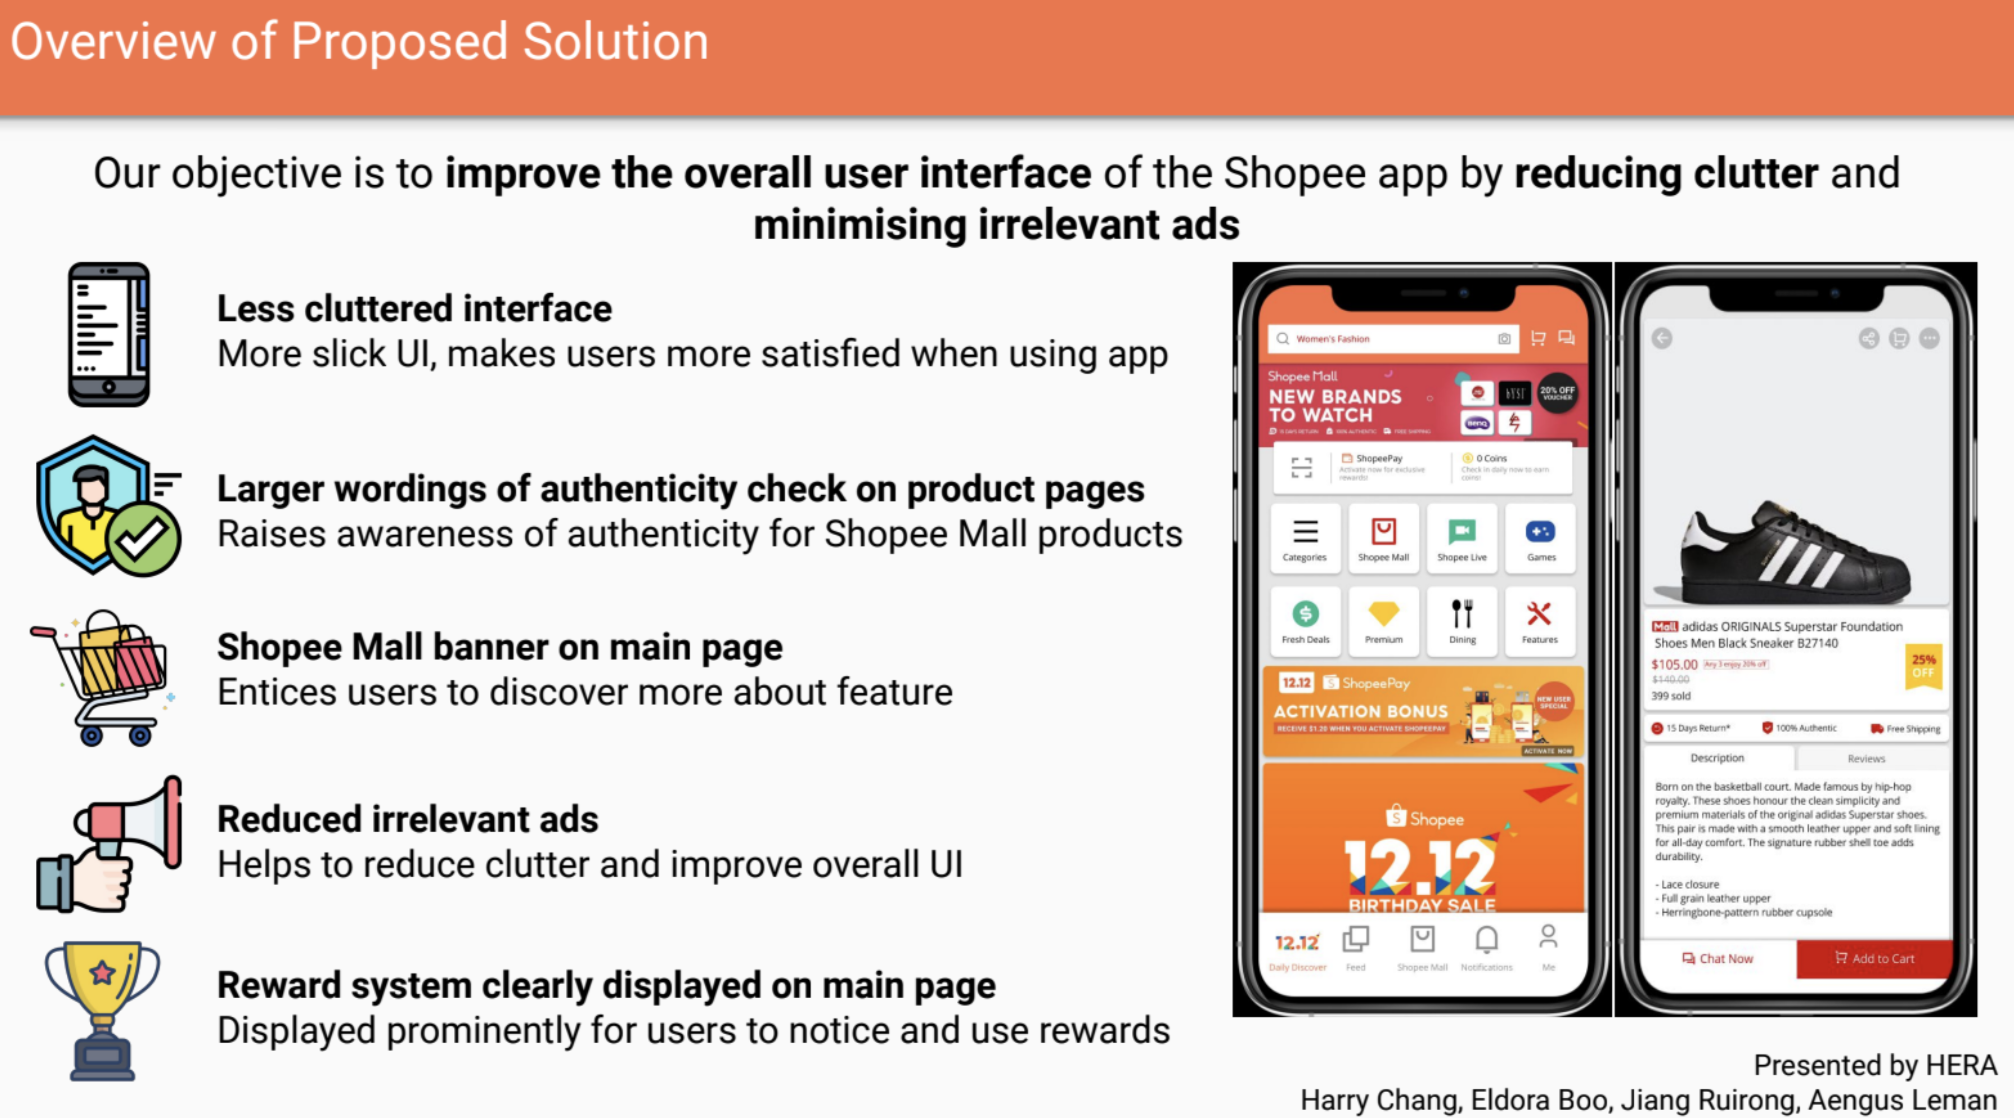 Overview of Proposed Solution
Our objective is to improve the overall user interface of the Shopee app by reducing clutter and
minimising irrelevant ads
Less cluttered interface
More slick UI, makes users more satisfied when using app
Larger wordings of authenticity check on product pages
Raises awareness of authenticity for Shopee Mall products
Shopee Mall banner on main page
Entices users to discover more about feature
Reduced irrelevant ads
Helps to reduce clutter and improve overall UI
Reward system clearly displayed on main page
Displayed prominently for users to notice and use rewards
Women's Fashion
Shopee Mall
NEW BRANDS
TO WATCH
20% OFF
VOUCHER
BenQ
15 DAYS RETURN 100% AUTHENTIC FREE SHIPPING
ShopeePay
Activate now for exclusive
rewards!
0 Coins
Check in daily now to earn
coins!
Categories Shopee Mall Shopee Live Games
Fresh Deals Premium Dining Features
12.12 ShopeePay
ACTIVATION BONUS
RECEIVE $1.20 WHEN YOU ACTIVATE SHOPEEPAY
NEW USER
SPECIAL
ACTIVATE NOW
Shopee
12.12
BIRTHDAY SALE
12.12
Daily Discover Feed Shopee Mall Notifications Me
Mall adidas ORIGINALS Superstar Foundation
Shoes Men Black Sneaker B27140
$105.00 Any 3 enjoy 20% off
$140.00
399 sold
25%
OFF
15 Days Return* 100% Authentic Free Shipping
Description Reviews
Born on the basketball court. Made famous by hip-hop
royalty. These shoes honour the clean simplicity and
premium materials of the original adidas Superstar shoes.
This pair is made with a smooth leather upper and soft lining
for all-day comfort. The signature rubber shell toe adds
durability.
- Lace closure
- Full grain leather upper
- Herringbone-pattern rubber cupsole
Chat Now Add to Cart
Presented by HERA
Harry Chang, Eldora Boo, Jiang Ruirong, Aengus Leman